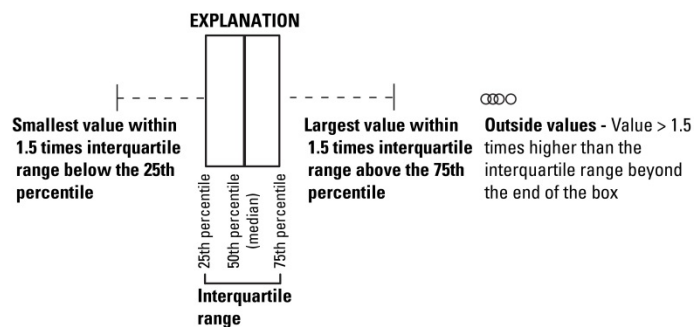 EXPLANATION
Smallest value within
1.5 times interquartile
range below the 25th
percentile
Largest value within
1.5 times interquartile
range above the 75th
percentile
Outside values - Value > 1.5
times higher than the
interquartile range beyond
the end of the box
25th percentile
50th percentile
(median)
75th percentile
Interquartile
range